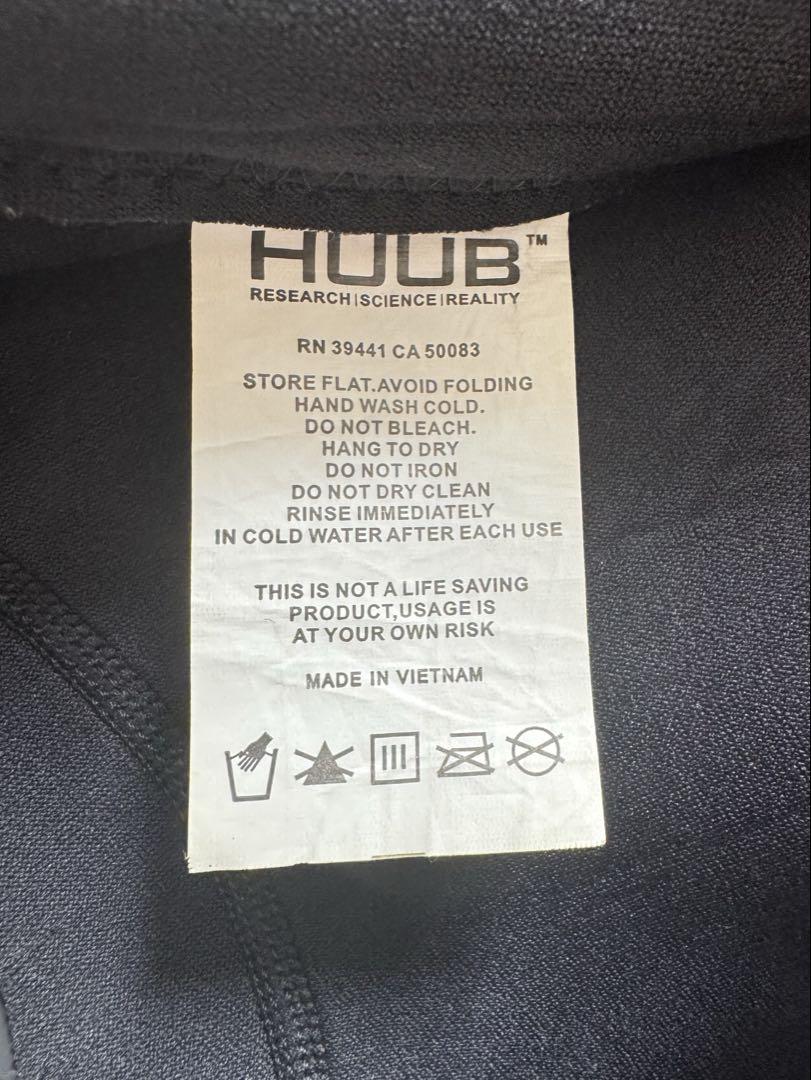 HUUB™
RESEARCH|SCIENCE|REALITY
RN 39441 CA 50083
STORE FLAT.AVOID FOLDING
HAND WASH COLD.
DO NOT BLEACH.
HANG TO DRY
DO NOT IRON
DO NOT DRY CLEAN
RINSE IMMEDIATELY
IN COLD WATER AFTER EACH USE
THIS IS NOT A LIFE SAVING
PRODUCT,USAGE IS
AT YOUR OWN RISK
MADE IN VIETNAM